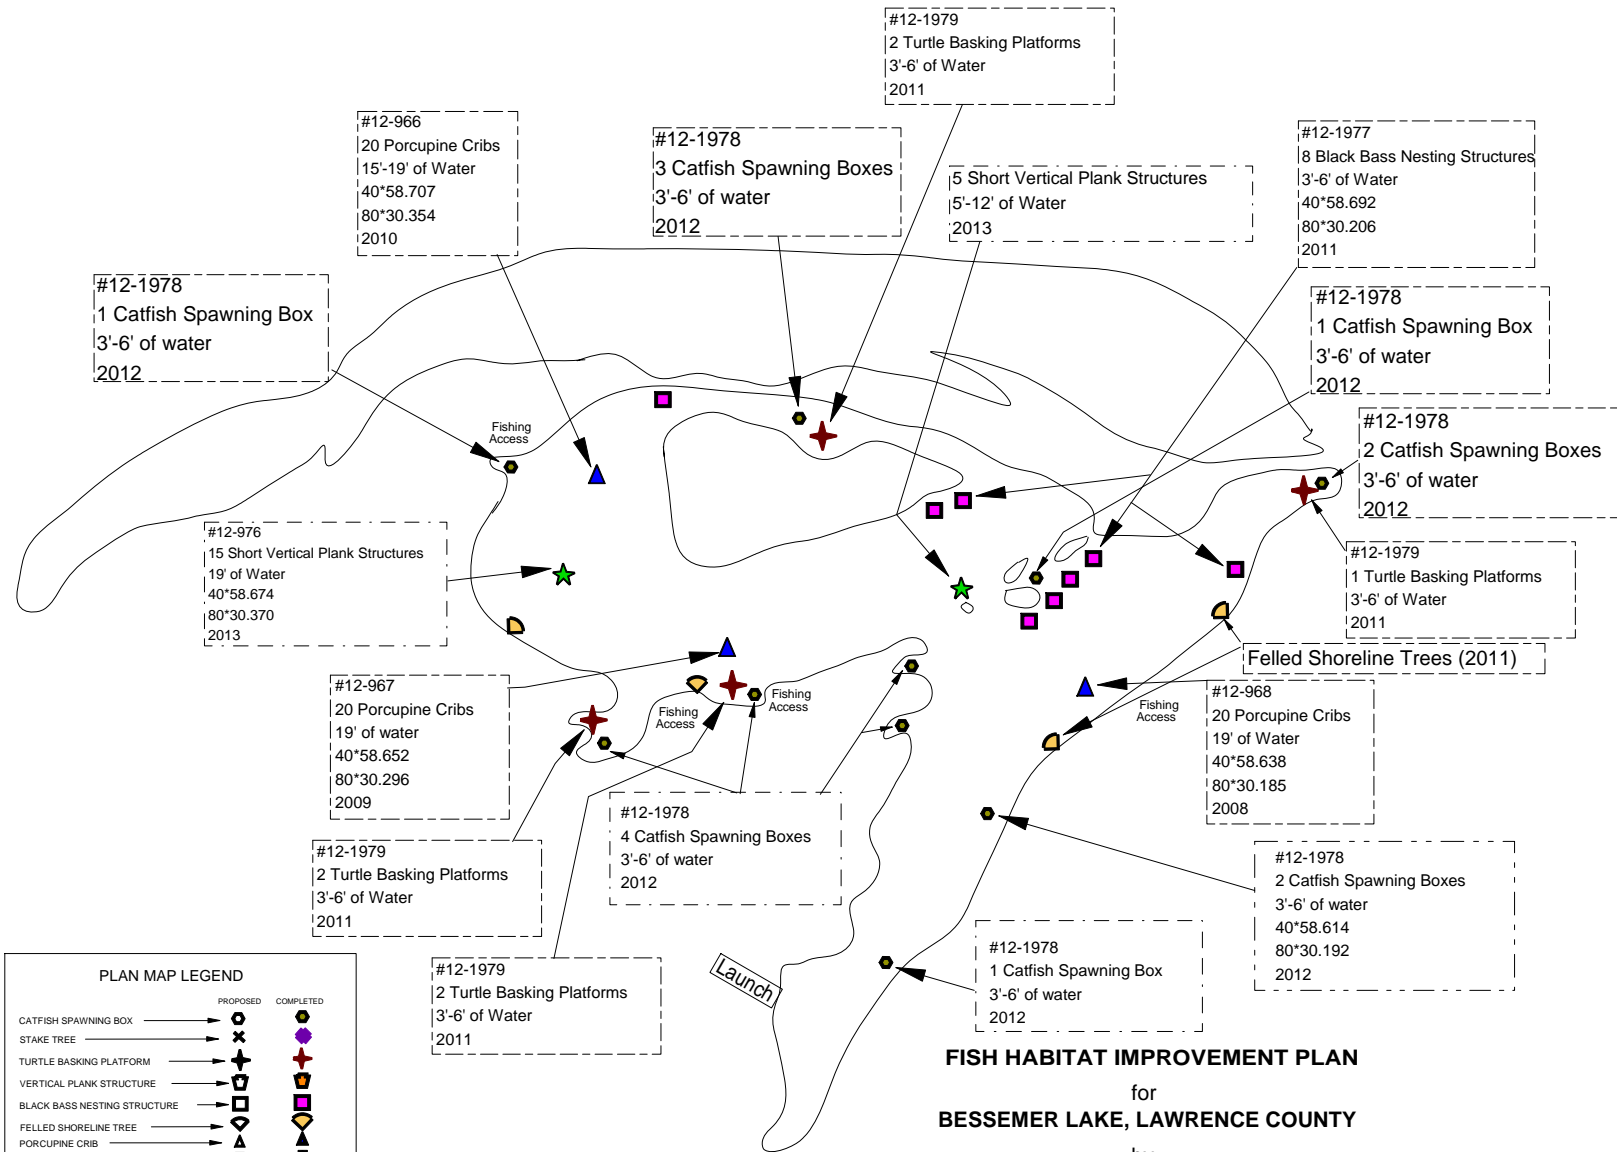 #12-1979
2 Turtle Basking Platforms
3'-6' of Water
2011
#12-966
20 Porcupine Cribs
15'-19' of Water
40*58.707
80*30.354
2010
#12-1978
3 Catfish Spawning Boxes
3'-6' of water
2012
5 Short Vertical Plank Structures
5'-12' of Water
2013
#12-1977
8 Black Bass Nesting Structures
3'-6' of Water
40*58.692
80*30.206
2011
#12-1978
1 Catfish Spawning Box
3'-6' of water
2012
#12-1978
1 Catfish Spawning Box
3'-6' of water
2012
#12-1978
2 Catfish Spawning Boxes
3'-6' of water
2012
Fishing
Access
#12-976
15 Short Vertical Plank Structures
19' of Water
40*58.674
80*30.370
2013
#12-1979
1 Turtle Basking Platforms
3'-6' of Water
2011
Felled Shoreline Trees (2011)
#12-967
20 Porcupine Cribs
19' of water
40*58.652
80*30.296
2009
Fishing
Access
Fishing
Access
Fishing
Access
#12-968
20 Porcupine Cribs
19' of Water
40*58.638
80*30.185
2008
#12-1979
2 Turtle Basking Platforms
3'-6' of Water
2011
#12-1978
4 Catfish Spawning Boxes
3'-6' of water
2012
#12-1978
2 Catfish Spawning Boxes
3'-6' of water
40*58.614
80*30.192
2012
#12-1979
2 Turtle Basking Platforms
3'-6' of Water
2011
Launch
#12-1978
1 Catfish Spawning Box
3'-6' of water
2012
PLAN MAP LEGEND
PROPOSED COMPLETED
CATFISH SPAWNING BOX
STAKE TREE
TURTLE BASKING PLATFORM
VERTICAL PLANK STRUCTURE
BLACK BASS NESTING STRUCTURE
FELLED SHORELINE TREE
PORCUPINE CRIB
FISH HABITAT IMPROVEMENT PLAN
for
BESSEMER LAKE, LAWRENCE COUNTY